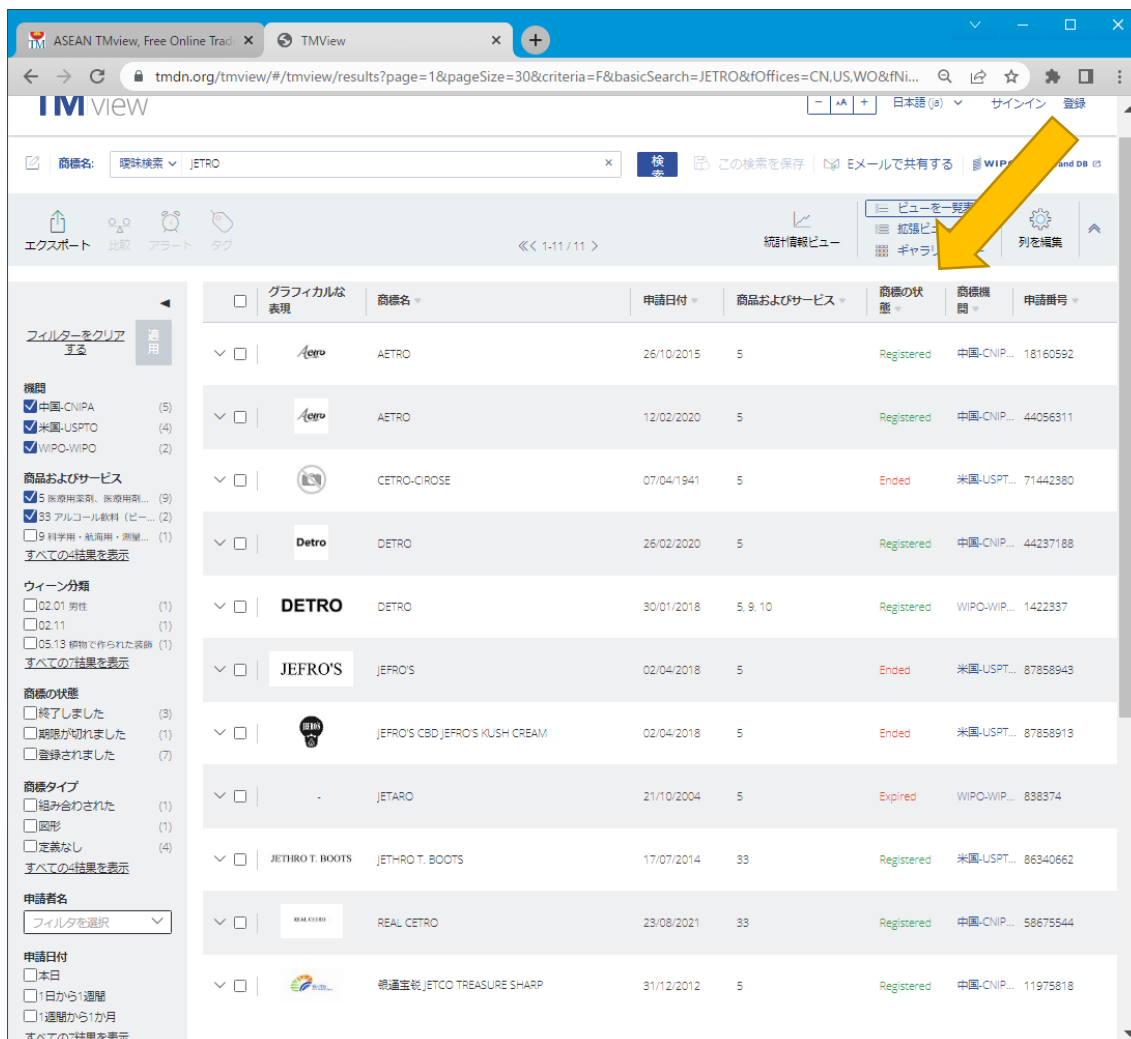 ASEAN TMview, Free Online Trad
TMView
tmdn.org/tmview/#/tmview/results?page=1&pageSize=30&criteria=F&basicSearch=JETRO&fOffices=CN,US,WO&fNi...
TMview
- A +
日本語 (ja)
サインイン
登録
商標名:
曖昧検索
JETRO
検索
この検索を保存
Eメールで共有する
WIPO
and DB
エクスポート
比較
アラート
タグ
1-11 / 11
統計情報ビュー
ビューを一覧表
拡張ビ
ギャラリ
列を編集
フィルターをクリア
する
適用
機関
中国-CNIPA (5)
米国-USPTO (4)
WIPO-WIPO (2)
商品およびサービス
5 医療用薬剤、医療用剤... (9)
33 アルコール飲料（ビー... (2)
9 科学用・航海用・測量... (1)
すべての4結果を表示
ウィーン分類
02.01 男性 (1)
02.11 (1)
05.13 植物で作られた装飾 (1)
すべての7結果を表示
商標の状態
終了しました (3)
期限が切れました (1)
登録されました (7)
商標タイプ
組み合わされた (1)
図形 (1)
定義なし (4)
すべての4結果を表示
申請者名
フィルタを選択
申請日付
本日
1日から1週間
1週間から1か月
すべての7結果を表示
グラフィカルな表現 商標名 申請日付 商品およびサービス 商標の状態 商標機関 申請番号
Aetro AETRO 26/10/2015 5 Registered 中国-CNIP... 18160592
Aetro AETRO 12/02/2020 5 Registered 中国-CNIP... 44056311
CETRO-CIROSE 07/04/1941 5 Ended 米国-USPT... 71442380
Detro DETRO 26/02/2020 5 Registered 中国-CNIP... 44237188
DETRO DETRO 30/01/2018 5, 9, 10 Registered WIPO-WIP... 1422337
JEFRO'S JEFRO'S 02/04/2018 5 Ended 米国-USPT... 87858943
JEFRO'S CBD JEFRO'S KUSH CREAM 02/04/2018 5 Ended 米国-USPT... 87858913
- JETARO 21/10/2004 5 Expired WIPO-WIP... 838374
JETHRO T. BOOTS JETHRO T. BOOTS 17/07/2014 33 Registered 米国-USPT... 86340662
REAL CETRO REAL CETRO 23/08/2021 33 Registered 中国-CNIP... 58675544
JETCO TREASURE SHARP 31/12/2012 5 Registered 中国-CNIP... 11975818